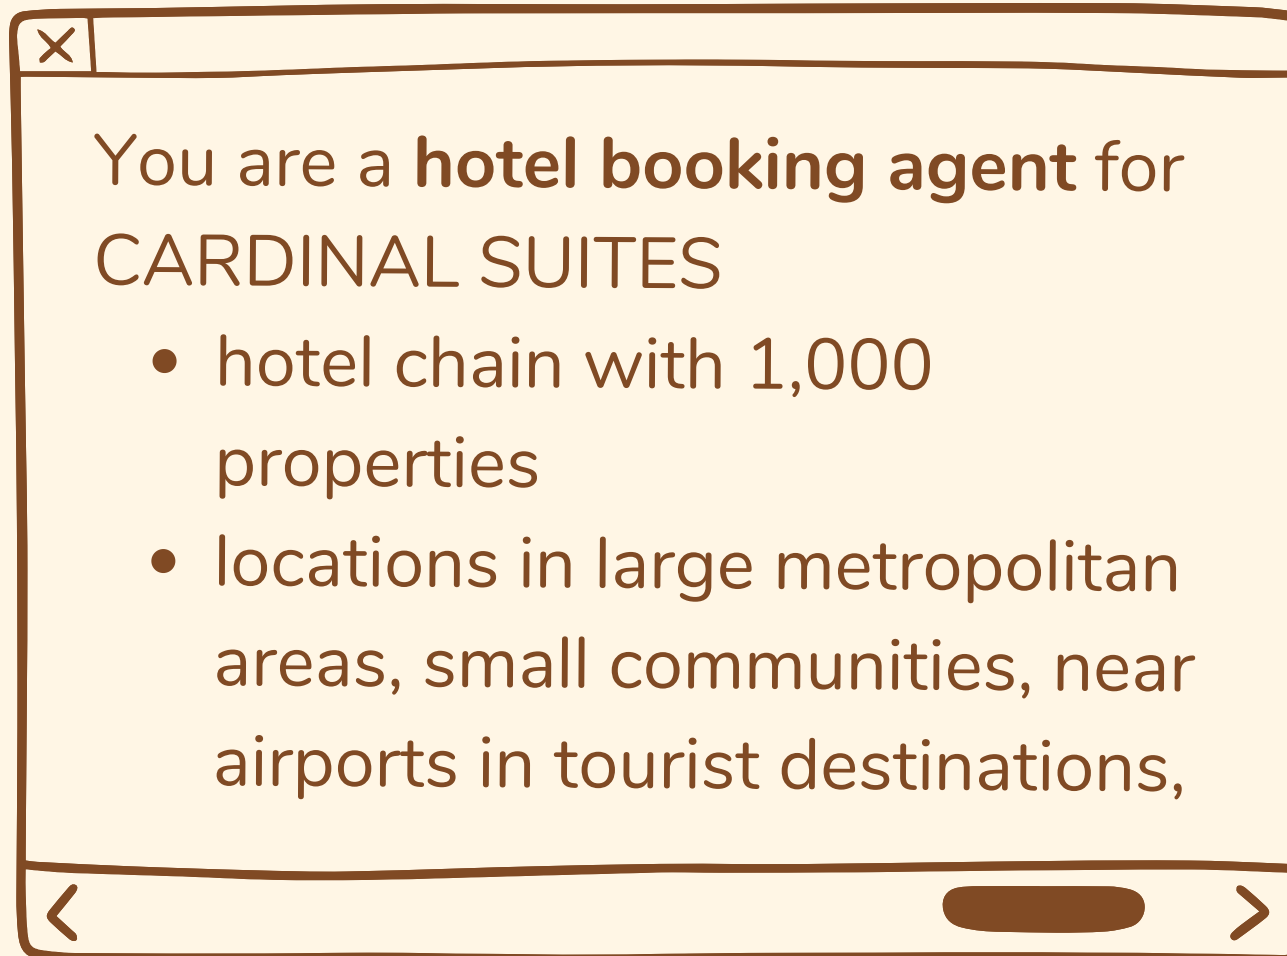 You are a hotel booking agent for
CARDINAL SUITES
• hotel chain with 1,000
properties
• locations in large metropolitan
areas, small communities, near
airports in tourist destinations,